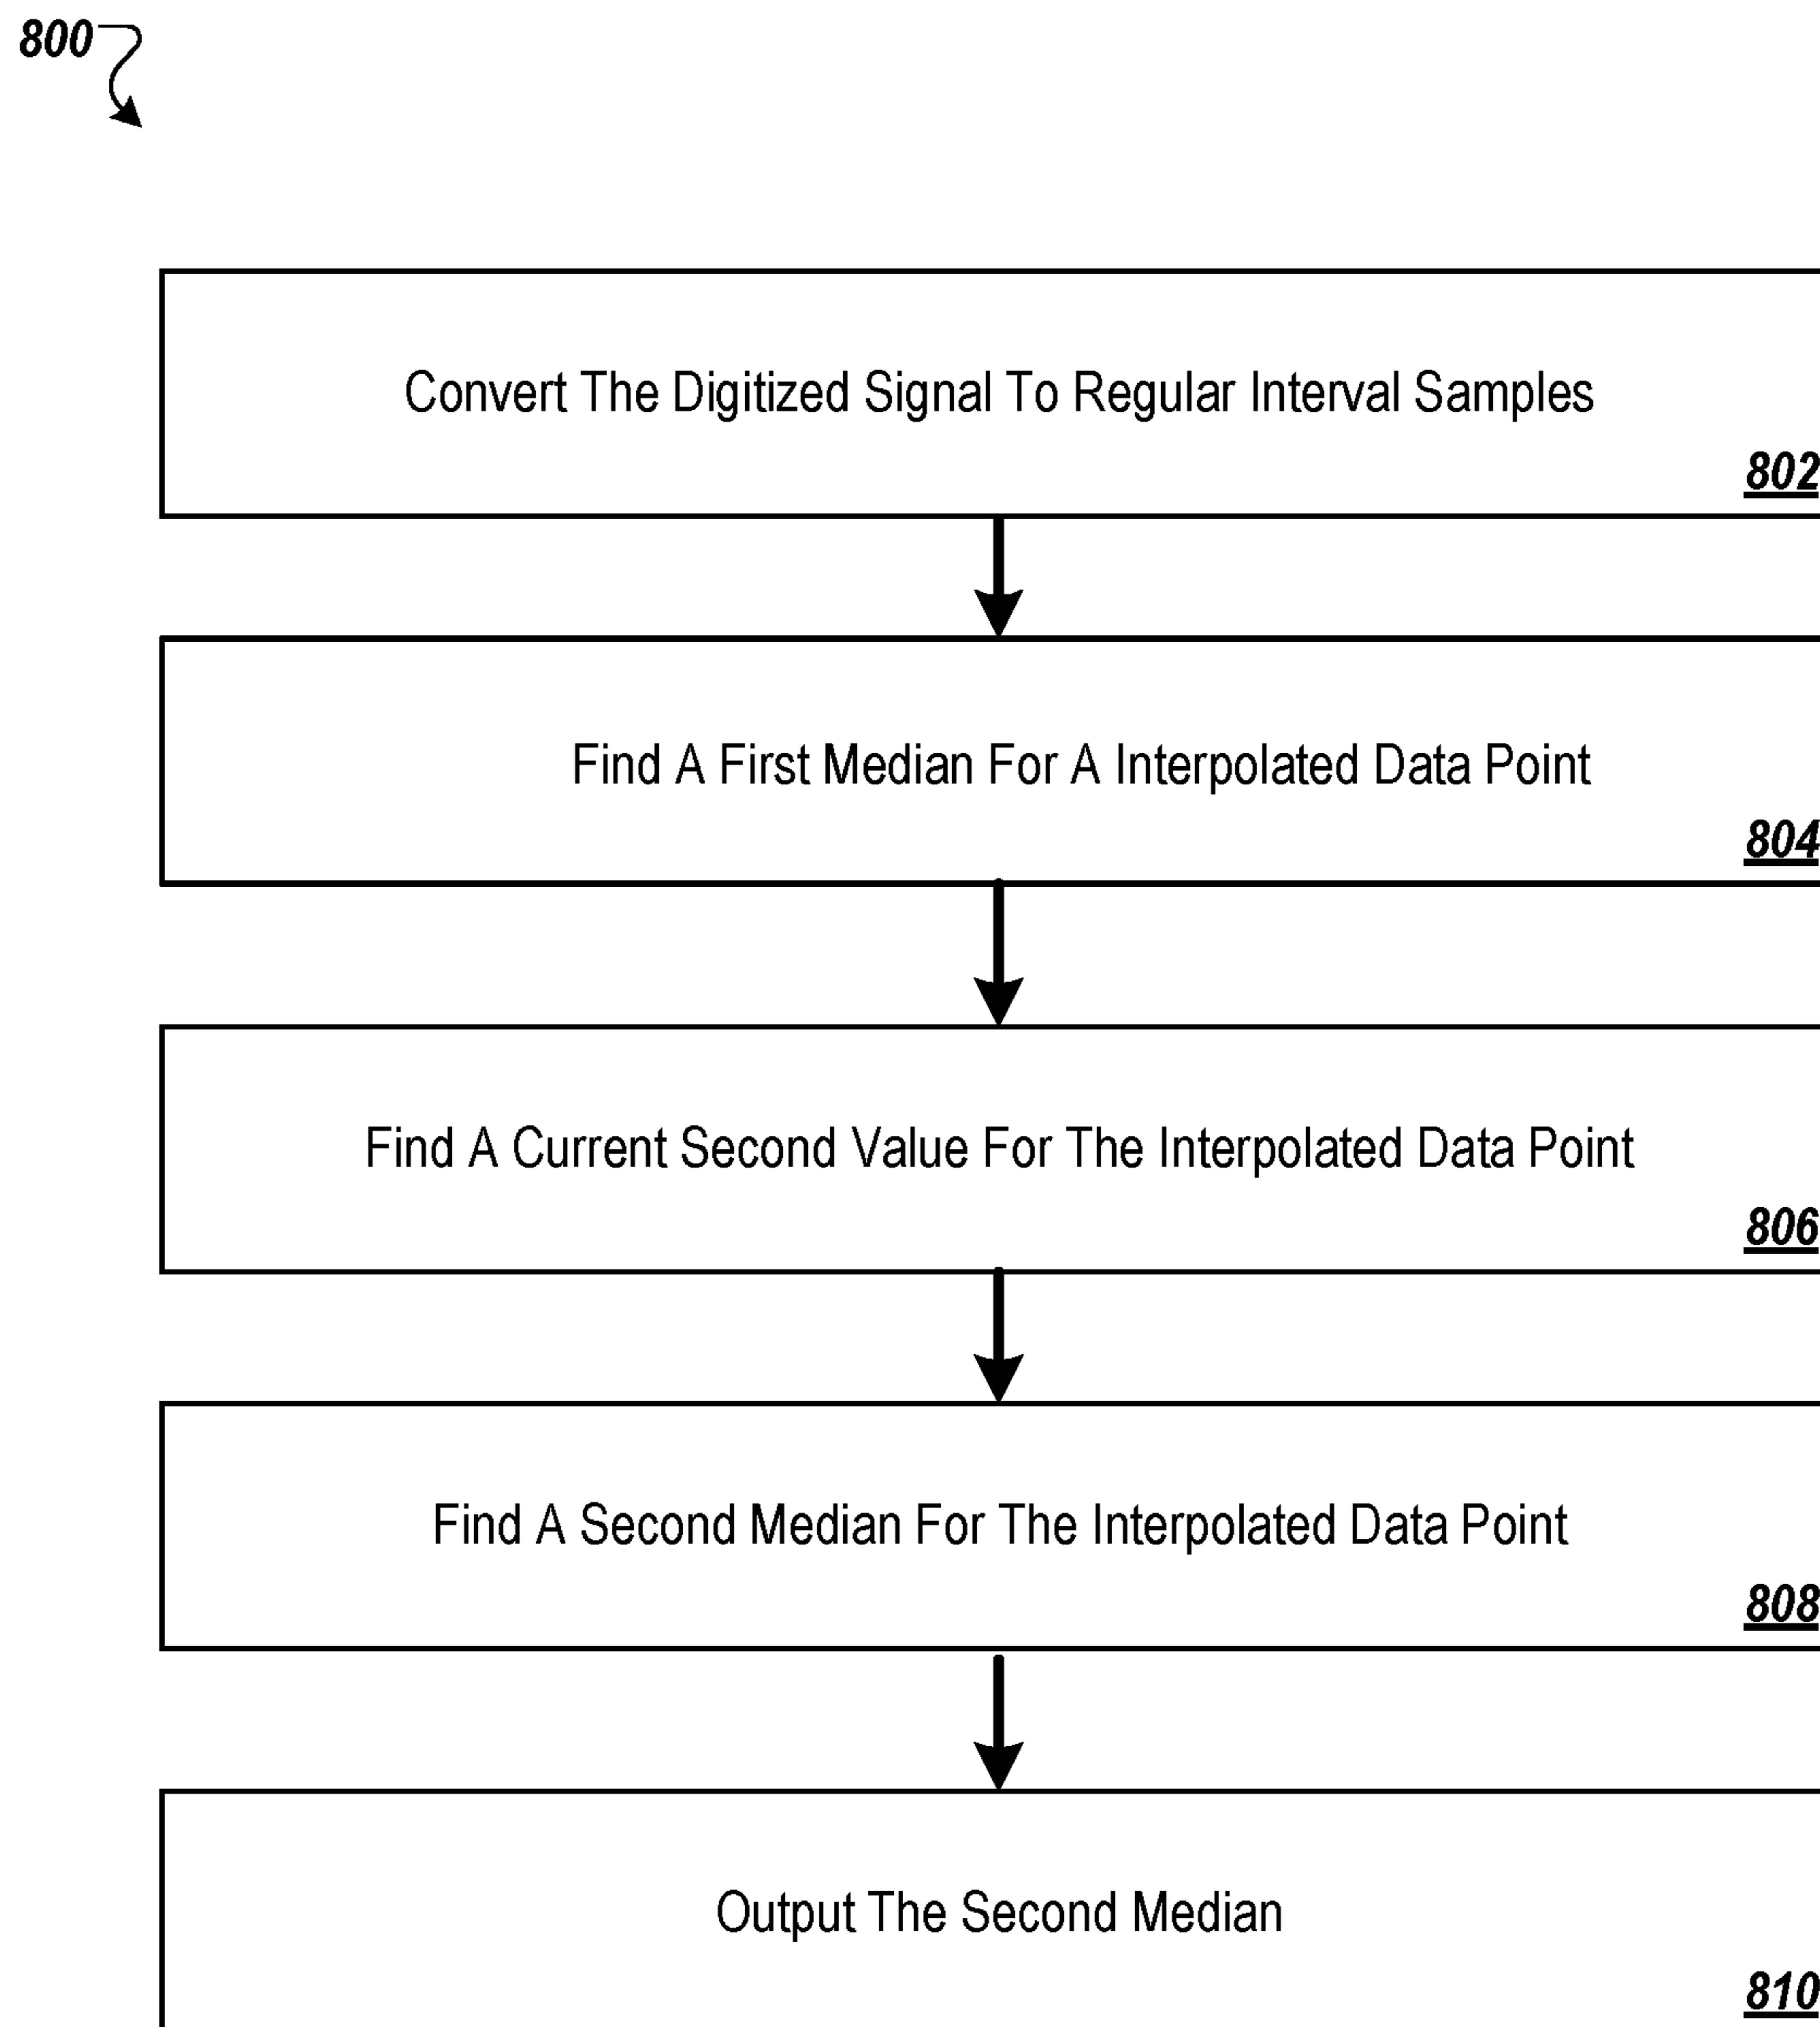 800
Convert The Digitized Signal To Regular Interval Samples
802
Find A First Median For A Interpolated Data Point
804
Find A Current Second Value For The Interpolated Data Point
806
Find A Second Median For The Interpolated Data Point
808
Output The Second Median
810